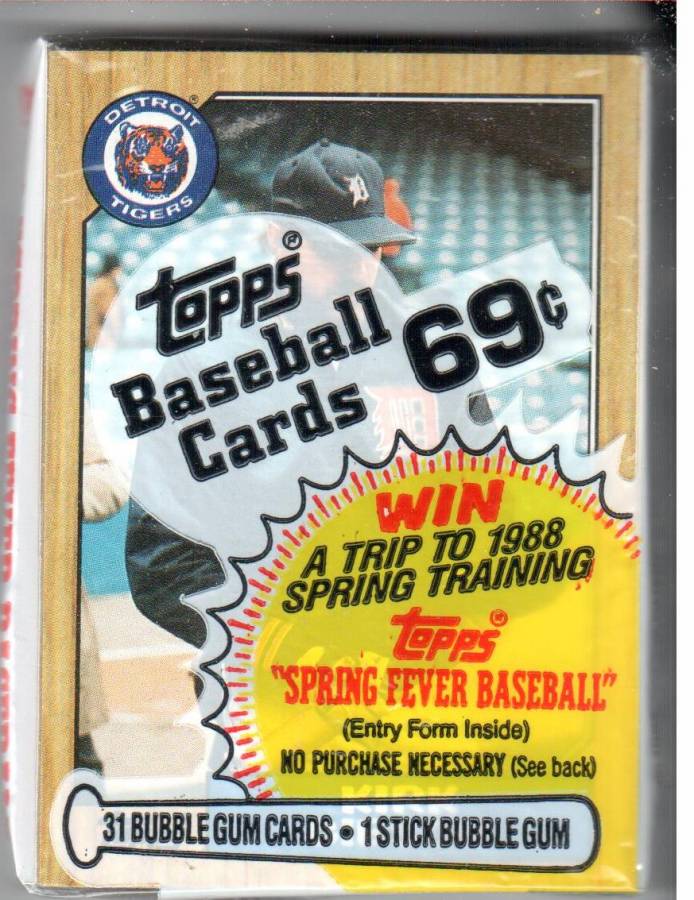 DETROIT
TIGERS
D
topps®
Baseball
Cards
69¢
WIN
A TRIP TO 1988
SPRING TRAINING
topps®
"SPRING FEVER BASEBALL"
(Entry Form Inside)
NO PURCHASE NECESSARY (See back)
KIRK
31 BUBBLE GUM CARDS • 1 STICK BUBBLE GUM